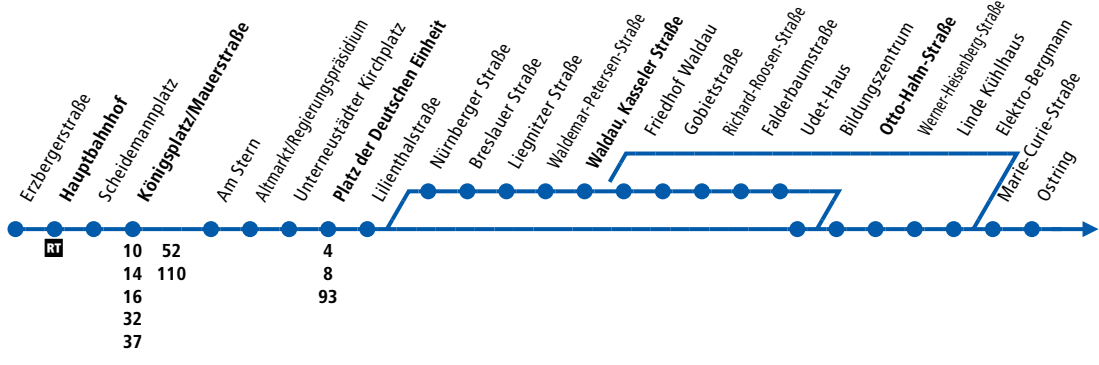 Erzbergerstraße
Hauptbahnhof
Scheidemannplatz
Königsplatz/Mauerstraße
Am Stern
Altmarkt/Regierungspräsidium
Unterneustädter Kirchplatz
Platz der Deutschen Einheit
Lilienthalstraße
Nürnberger Straße
Breslauer Straße
Liegnitzer Straße
Waldemar-Petersen-Straße
Waldau, Kasseler Straße
Friedhof Waldau
Gobietstraße
Richard-Roosen-Straße
Falderbaumstraße
Udet-Haus
Bildungszentrum
Otto-Hahn-Straße
Werner-Heisenberg-Straße
Linde Kühlhaus
Elektro-Bergmann
Marie-Curie-Straße
Ostring
RT
10 52
14 110
16
32
37
4
8
93